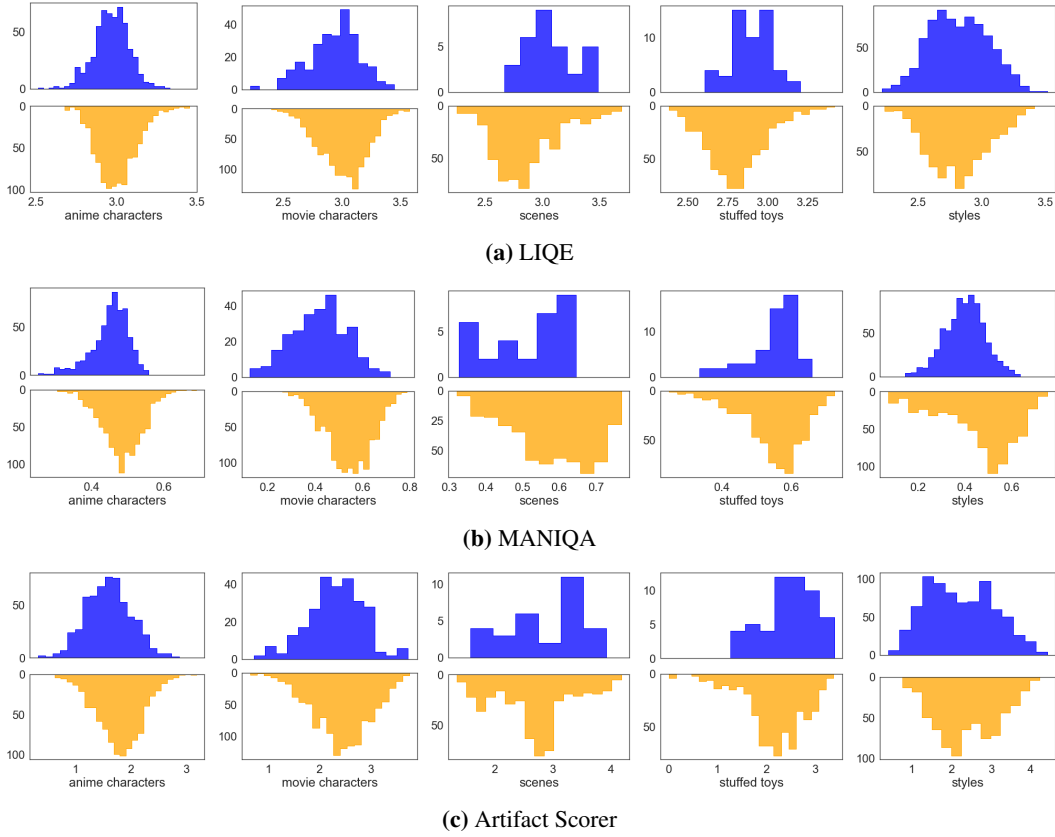 50
0
0
50
100
2.5 3.0 3.5
anime characters
40
20
0
0
50
100
2.5 3.0 3.5
movie characters
5
0
0
50
2.5 3.0 3.5
scenes
10
0
0
50
2.50 2.75 3.00 3.25
stuffed toys
50
0
0
50
2.5 3.0 3.5
styles
(a) LIQE
50
0
0
50
100
0.4 0.6
anime characters
40
20
0
0
50
100
0.2 0.4 0.6 0.8
movie characters
5
0
0
25
50
0.3 0.4 0.5 0.6 0.7
scenes
10
0
0
50
0.4 0.6
stuffed toys
50
0
0
50
100
0.2 0.4 0.6
styles
(b) MANIQA
50
0
0
50
100
1 2 3
anime characters
40
20
0
0
50
100
1 2 3
movie characters
10
5
0
0
50
2 3 4
scenes
10
5
0
0
50
0 1 2 3
stuffed toys
100
50
0
0
25
50
75
100
1 2 3 4
styles
(c) Artifact Scorer